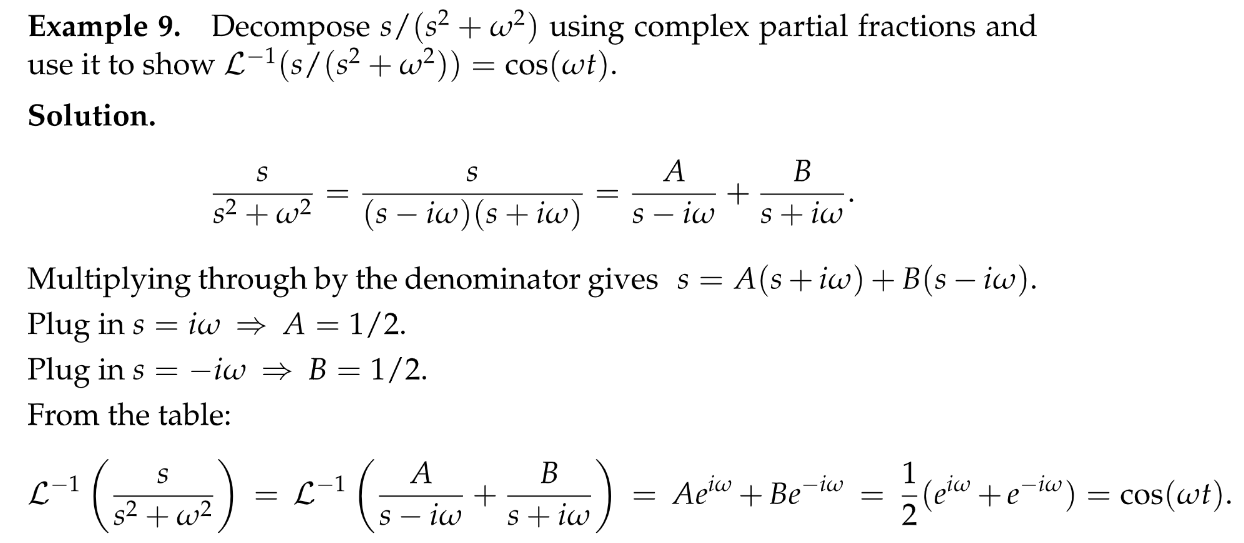 Example 9. Decompose s/(s² + ω²) using complex partial fractions and
use it to show ℒ⁻¹(s/(s² + ω²)) = cos(ωt).
Solution.
s/(s² + ω²) = s/((s − iω)(s + iω)) = A/(s − iω) + B/(s + iω).
Multiplying through by the denominator gives s = A(s + iω) + B(s − iω).
Plug in s = iω ⇒ A = 1/2.
Plug in s = −iω ⇒ B = 1/2.
From the table:
ℒ⁻¹(s/(s² + ω²)) = ℒ⁻¹(A/(s − iω) + B/(s + iω)) = Ae^{iω} + Be^{−iω} = 1/2(e^{iω} + e^{−iω}) = cos(ωt).